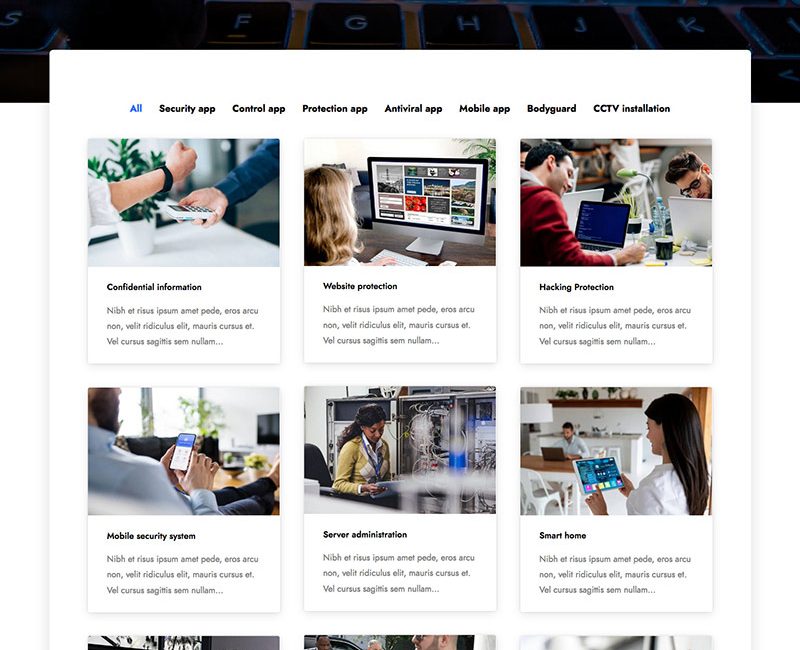 F G H J K
All Security app Control app Protection app Antiviral app Mobile app Bodyguard CCTV installation
Confidential information
Nibh et risus ipsum amet pede, eros arcu
non, velit ridiculus elit, mauris cursus et.
Vel cursus sagittis sem nullam...
Website protection
Nibh et risus ipsum amet pede, eros arcu
non, velit ridiculus elit, mauris cursus et.
Vel cursus sagittis sem nullam...
Hacking Protection
Nibh et risus ipsum amet pede, eros arcu
non, velit ridiculus elit, mauris cursus et.
Vel cursus sagittis sem nullam...
Mobile security system
Nibh et risus ipsum amet pede, eros arcu
non, velit ridiculus elit, mauris cursus et.
Vel cursus sagittis sem nullam...
Server administration
Nibh et risus ipsum amet pede, eros arcu
non, velit ridiculus elit, mauris cursus et.
Vel cursus sagittis sem nullam...
Smart home
Nibh et risus ipsum amet pede, eros arcu
non, velit ridiculus elit, mauris cursus et.
Vel cursus sagittis sem nullam...